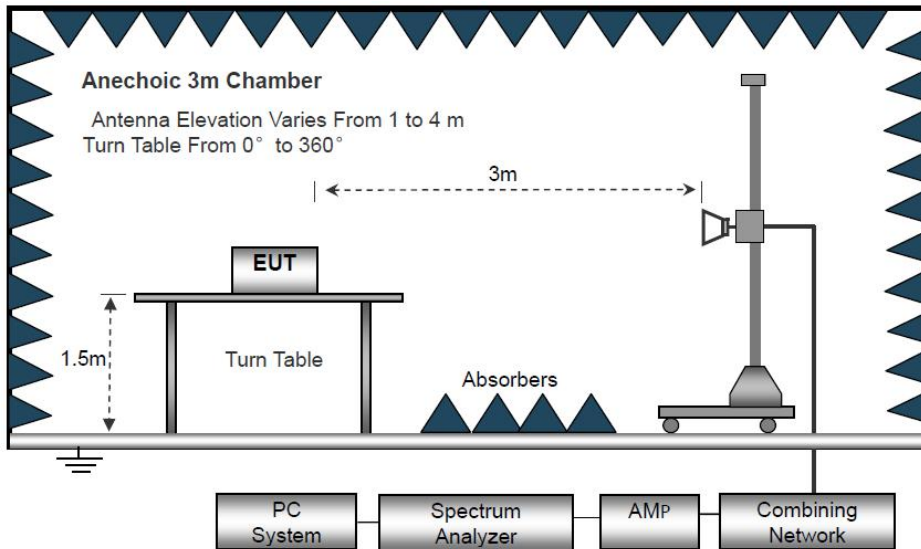 Anechoic 3m Chamber
Antenna Elevation Varies From 1 to 4 m
Turn Table From 0° to 360°
3m
EUT
1.5m
Turn Table
Absorbers
PC
System
Spectrum
Analyzer
AMP
Combining
Network